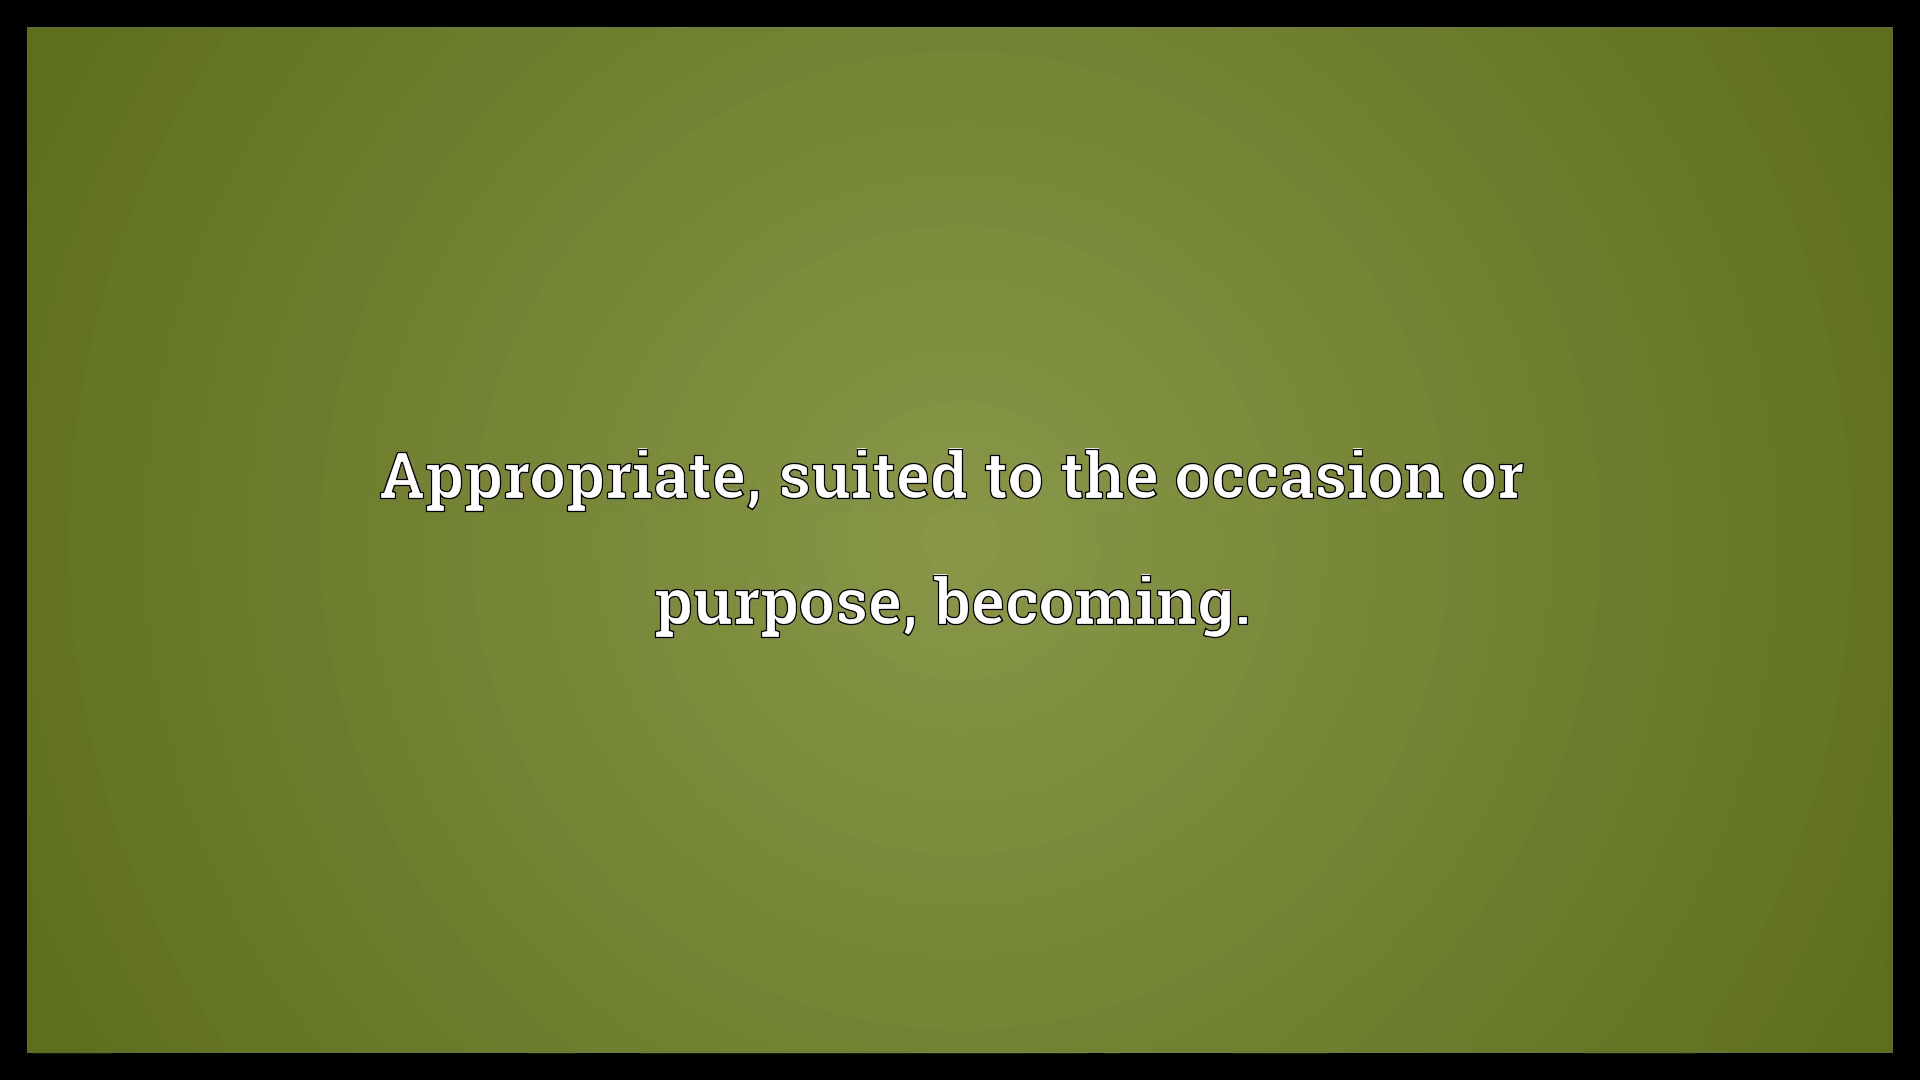 Appropriate, suited to the occasion or
purpose, becoming.